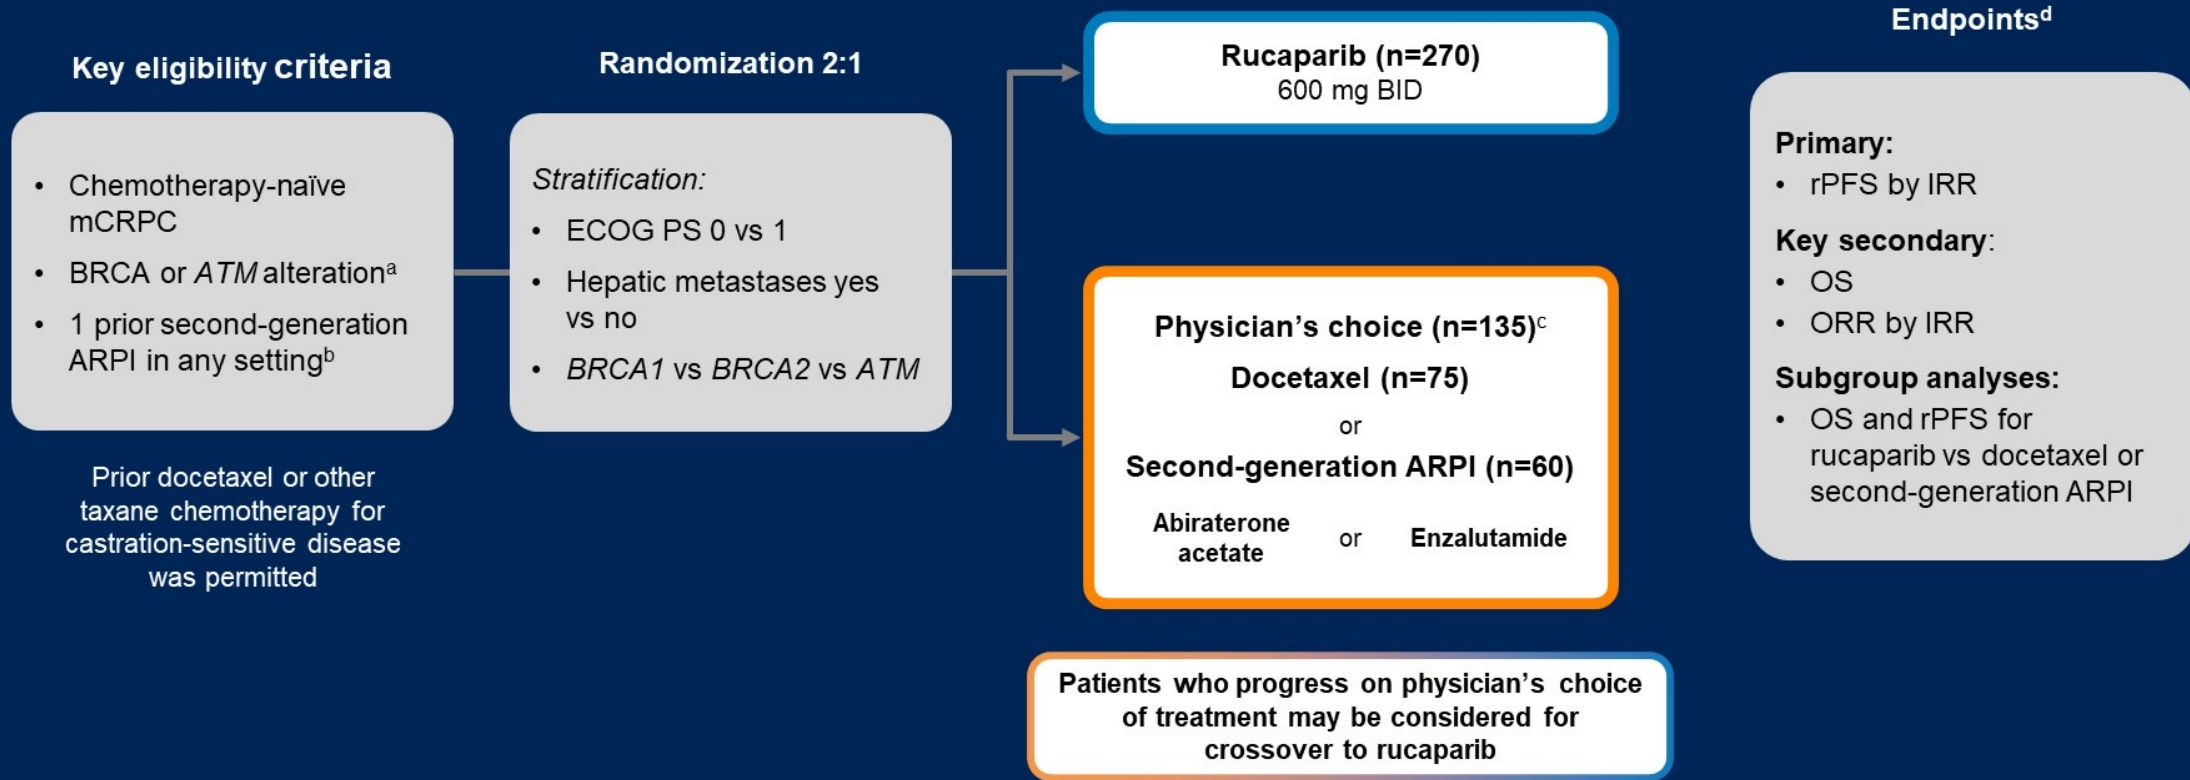 Key eligibility criteria
• Chemotherapy-naïve
mCRPC
• BRCA or ATM alterationᵃ
• 1 prior second-generation
ARPI in any settingᵇ
Prior docetaxel or other
taxane chemotherapy for
castration-sensitive disease
was permitted
Randomization 2:1
Stratification:
• ECOG PS 0 vs 1
• Hepatic metastases yes
vs no
• BRCA1 vs BRCA2 vs ATM
Rucaparib (n=270)
600 mg BID
Physician’s choice (n=135)ᶜ
Docetaxel (n=75)
or
Second-generation ARPI (n=60)
Abiraterone
acetate
or
Enzalutamide
Patients who progress on physician’s choice
of treatment may be considered for
crossover to rucaparib
Endpointsᵈ
Primary:
• rPFS by IRR
Key secondary:
• OS
• ORR by IRR
Subgroup analyses:
• OS and rPFS for
rucaparib vs docetaxel or
second-generation ARPI